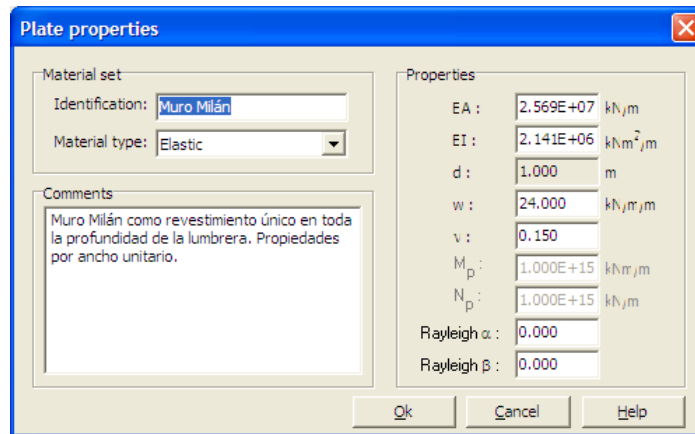 Plate properties
Material set
Identification: Muro Milán
Material type: Elastic
Comments
Muro Milán como revestimiento único en toda
la profundidad de la lumbrera. Propiedades
por ancho unitario.
Properties
EA : 2.569E+07 kN/m
EI : 2.141E+06 kNm²/m
d : 1.000 m
w : 24.000 kN/m/m
ν : 0.150
Mp : 1.000E+15 kNm/m
Np : 1.000E+15 kN/m
Rayleigh α : 0.000
Rayleigh β : 0.000
Ok Cancel Help